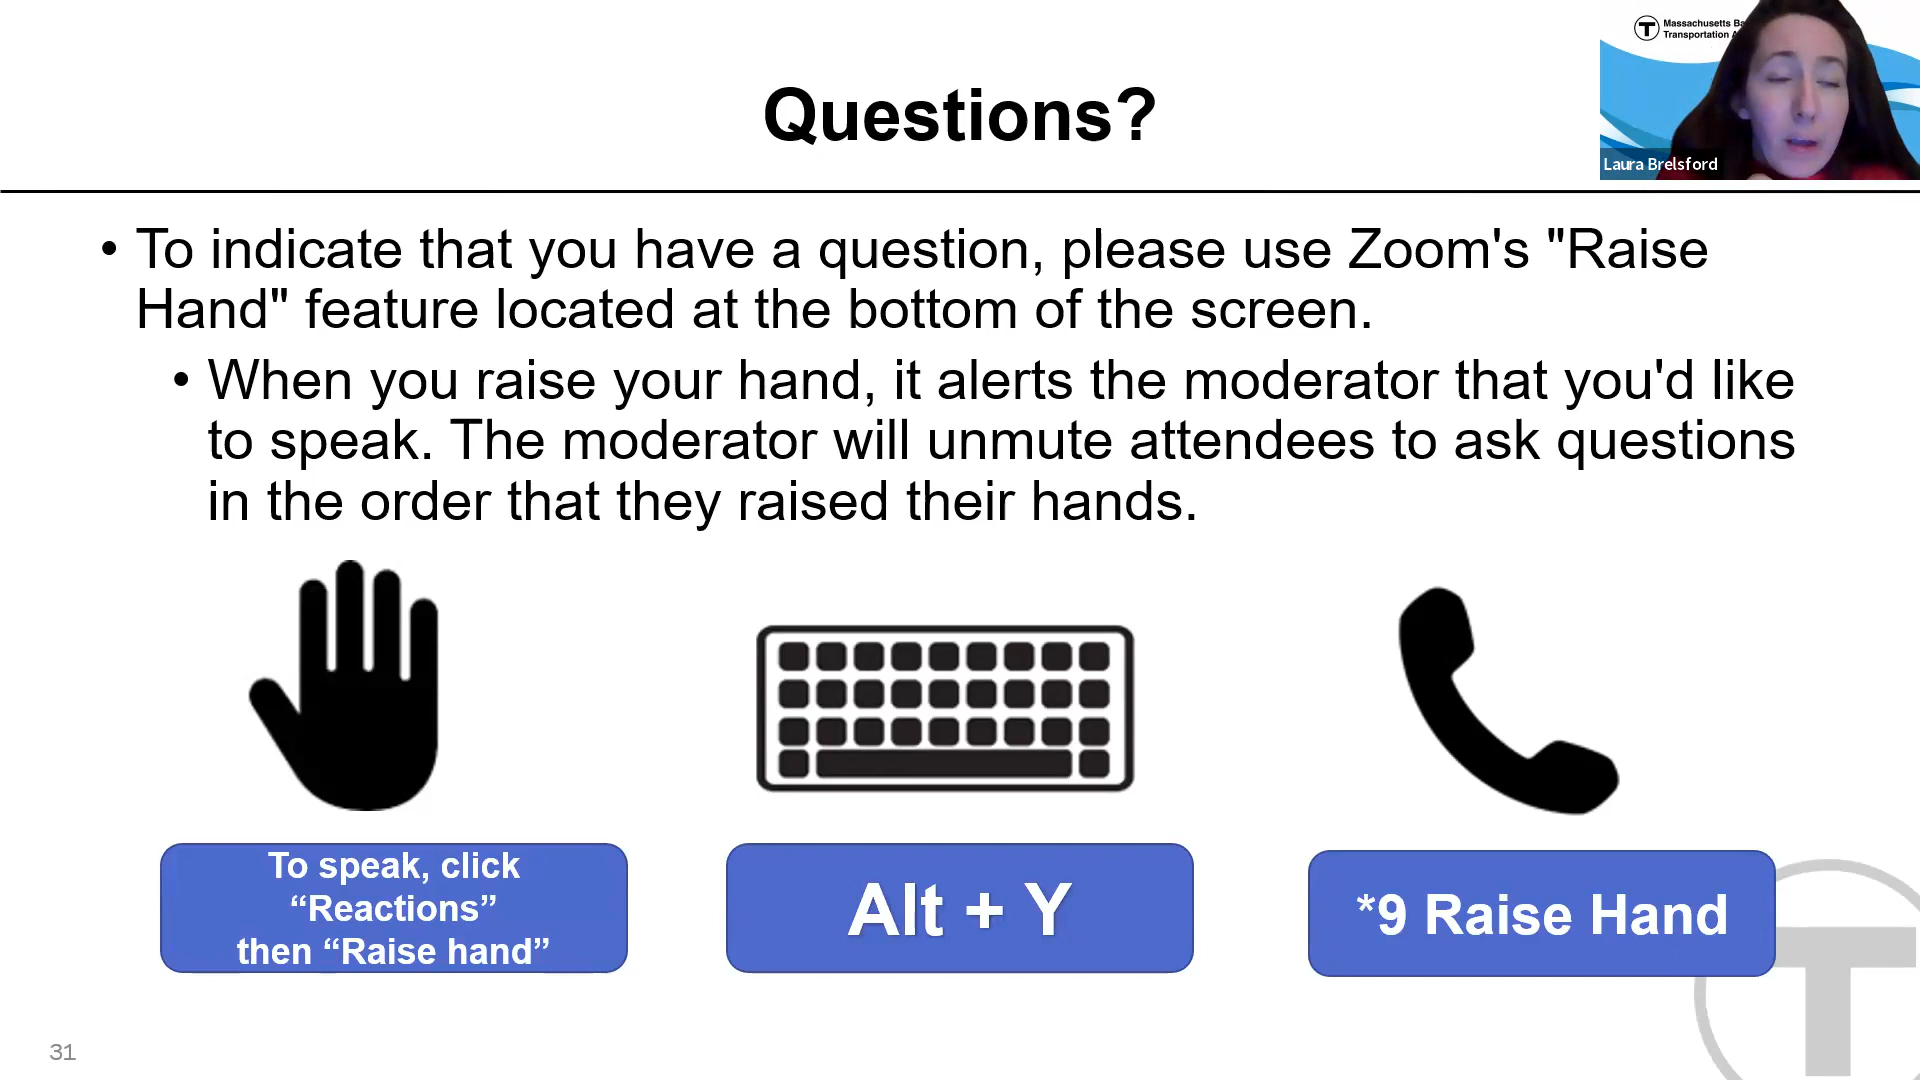 Massachusetts Ba
Transportation
Laura Brelsford
Questions?
• To indicate that you have a question, please use Zoom's "Raise
Hand" feature located at the bottom of the screen.
• When you raise your hand, it alerts the moderator that you'd like
to speak. The moderator will unmute attendees to ask questions
in the order that they raised their hands.
To speak, click
“Reactions”
then “Raise hand”
Alt + Y
*9 Raise Hand
T
31